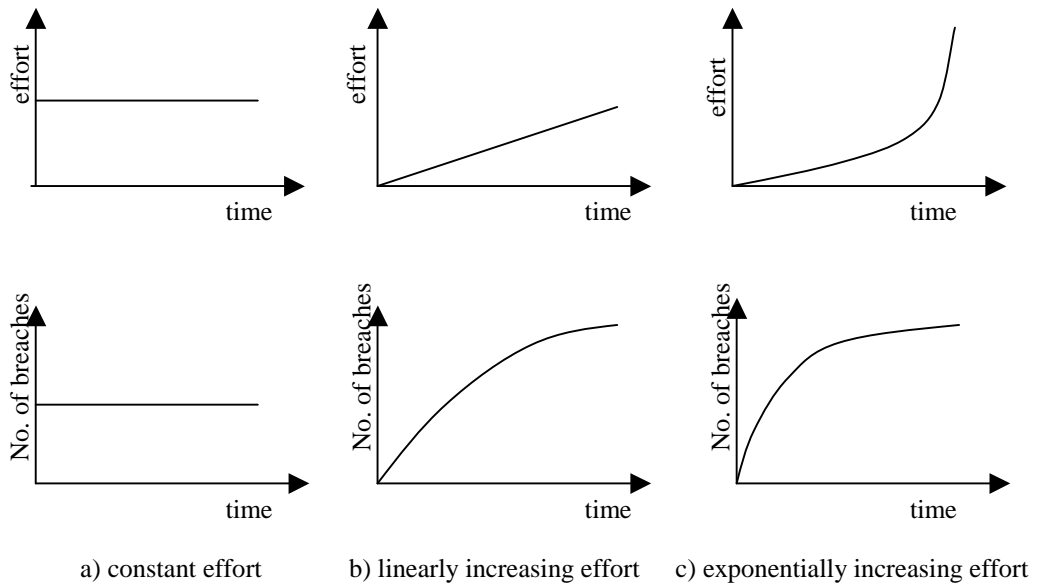 effort
time
effort
time
effort
time
No. of breaches
time
No. of breaches
time
No. of breaches
time
a) constant effort
b) linearly increasing effort
c) exponentially increasing effort